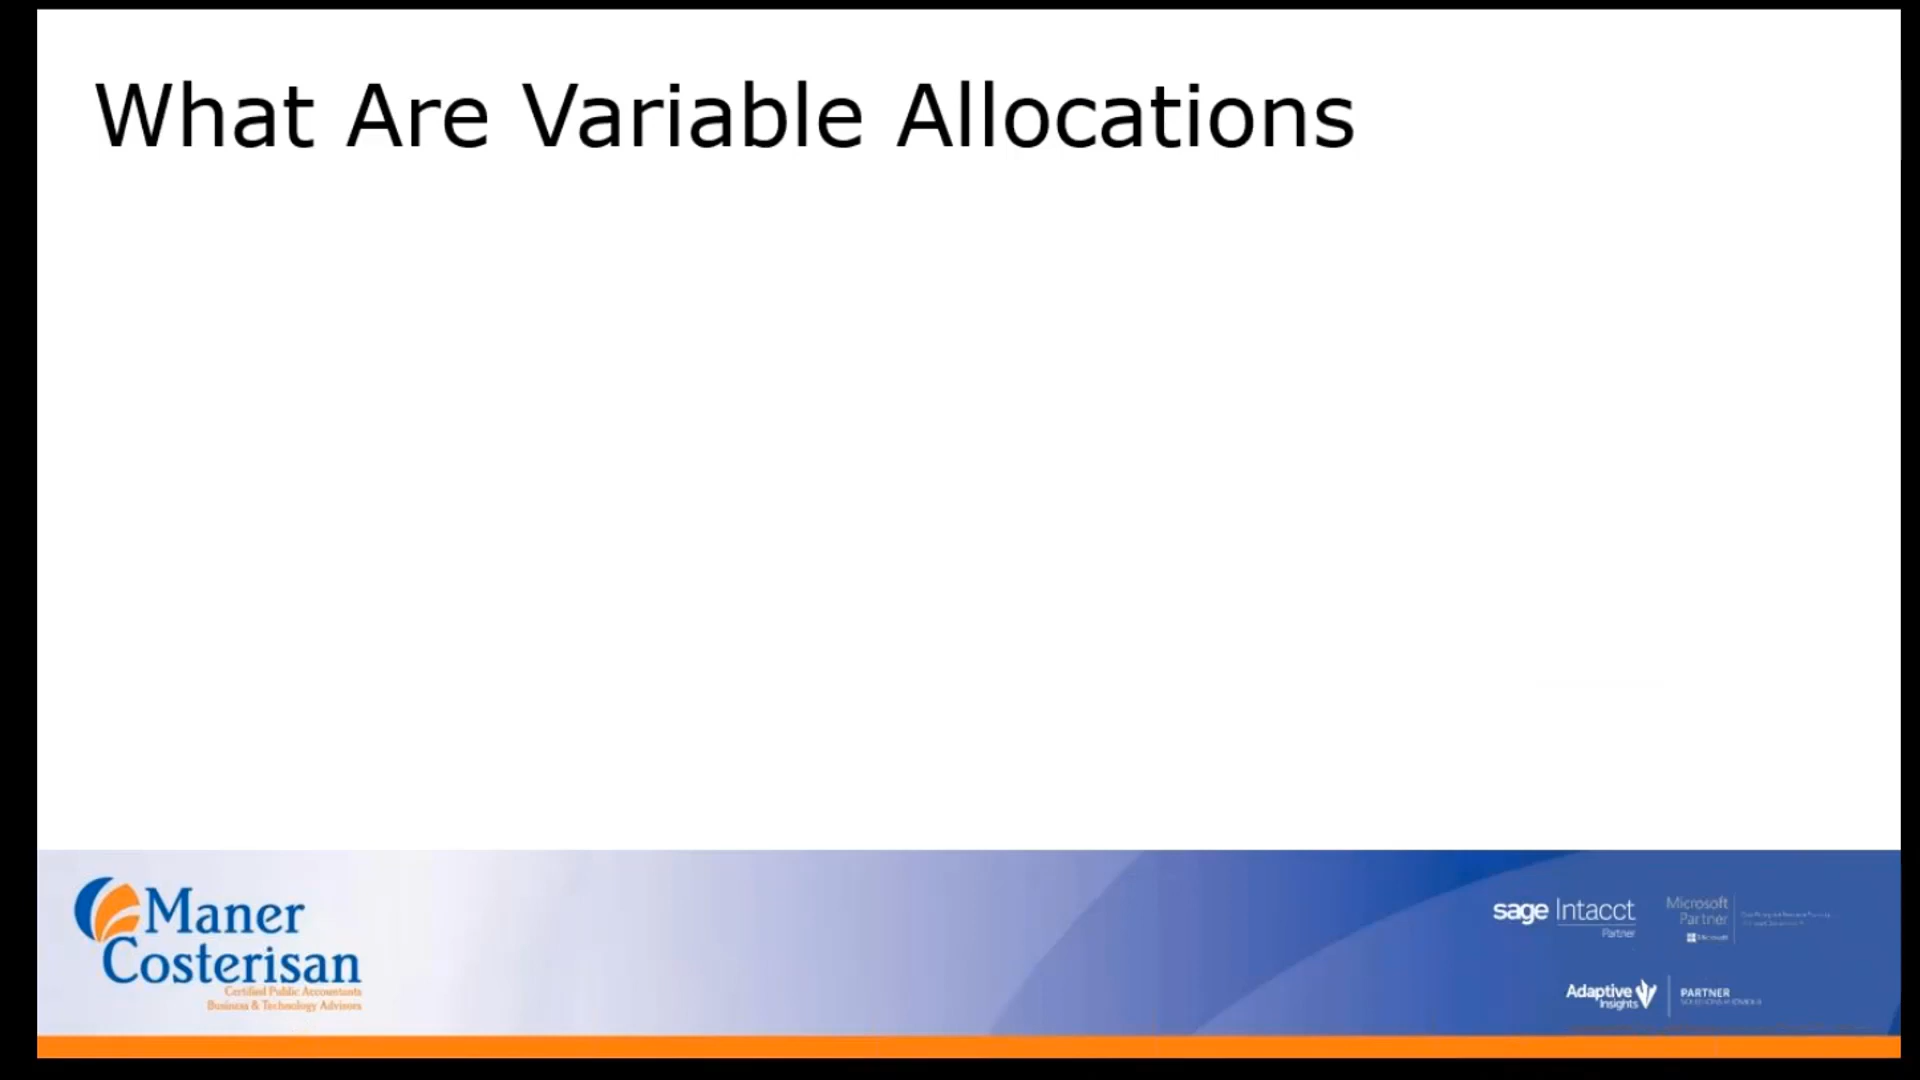 What Are Variable Allocations
Maner
Costerisan
Certified Public Accountants
Business & Technology Advisors
sage Intacct
Partner
Microsoft
Partner
Microsoft
Adaptive
Insights
PARTNER